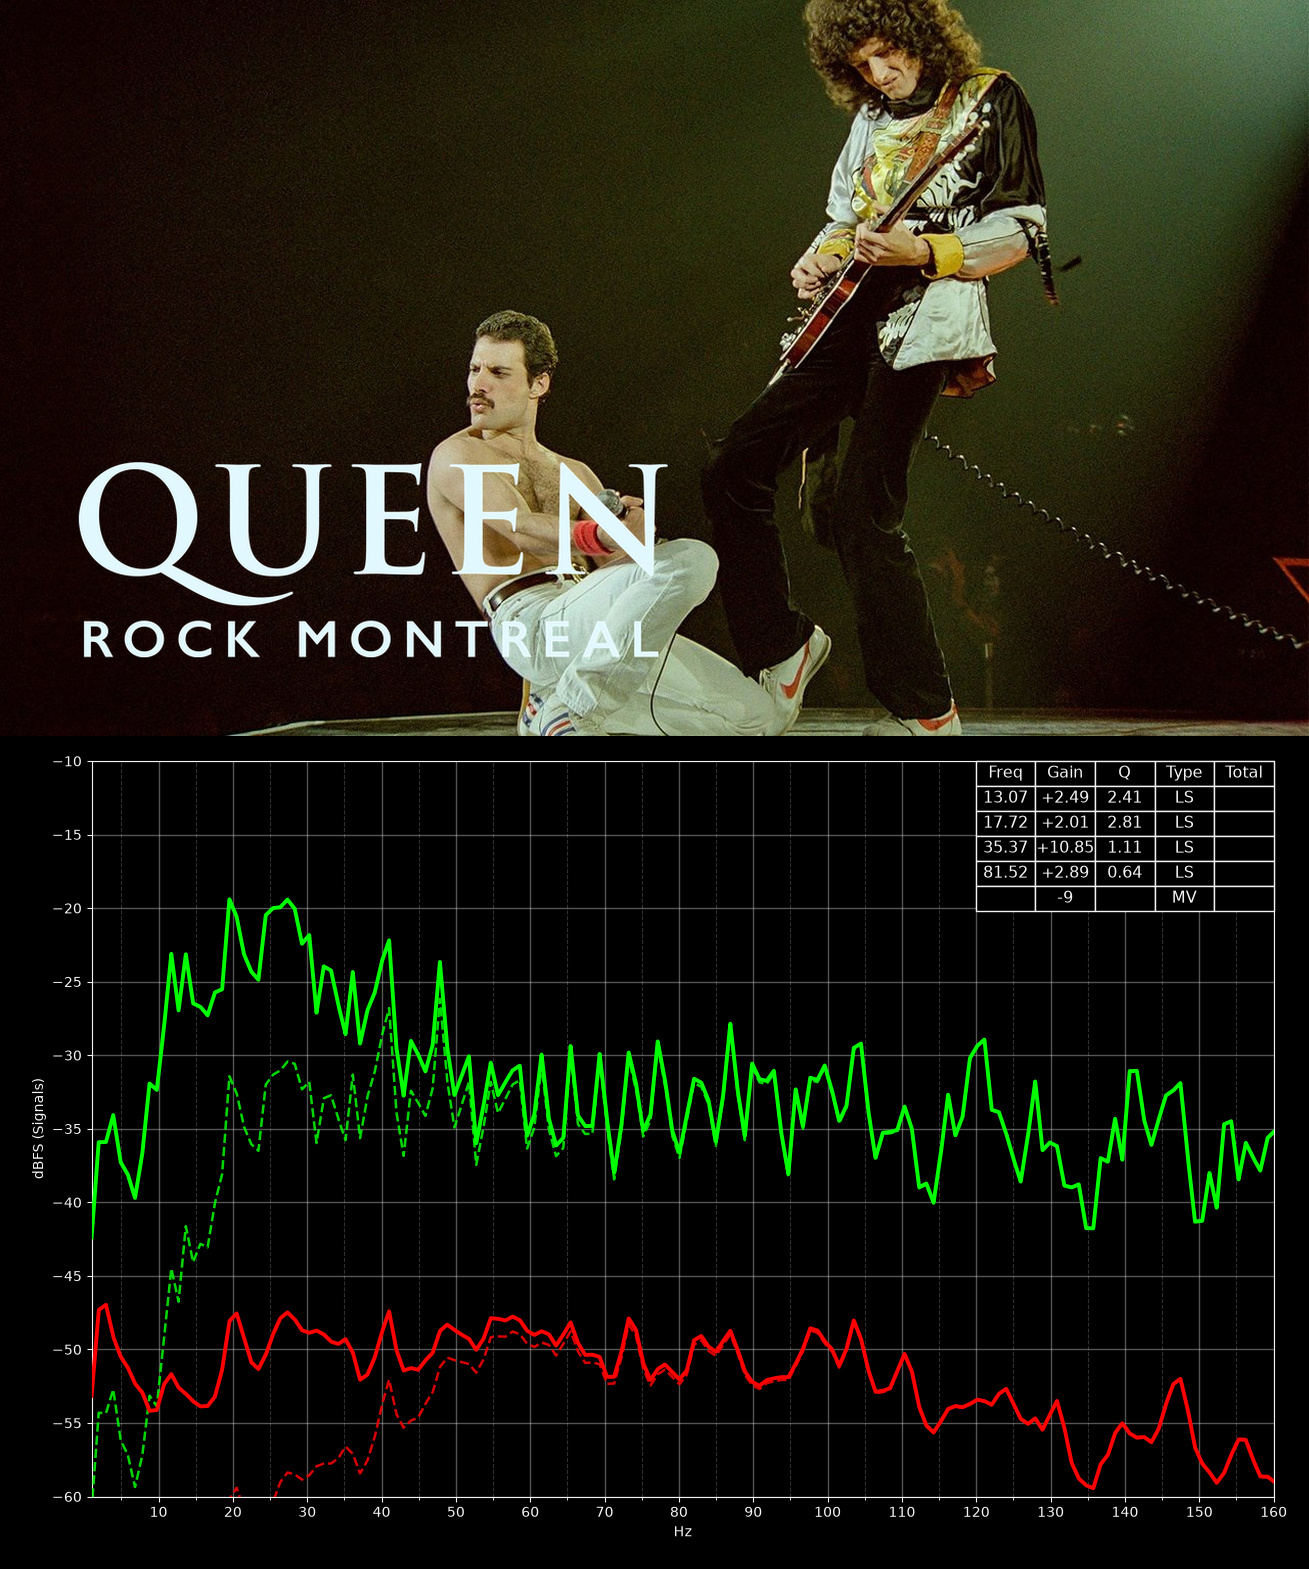 QUEEN
ROCK MONTREAL
Freq Gain Q Type Total
13.07 +2.49 2.41 LS
17.72 +2.01 2.81 LS
35.37 +10.85 1.11 LS
81.52 +2.89 0.64 LS
-9 MV
−10
−15
−20
−25
−30
−35
−40
−45
−50
−55
−60
dBFS (Signals)
10 20 30 40 50 60 70 80 90 100 110 120 130 140 150 160
Hz